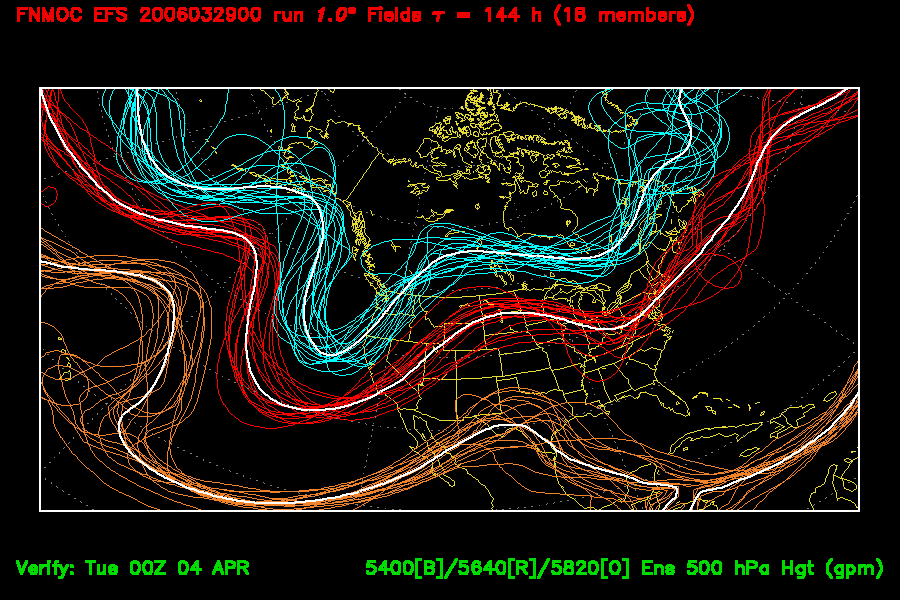 FNMOC EFS 2006032900 run 1.0° Fields τ = 144 h (18 members)
Verify: Tue 00Z 04 APR
5400[B]/5640[R]/5820[O] Ens 500 hPa Hgt (gpm)